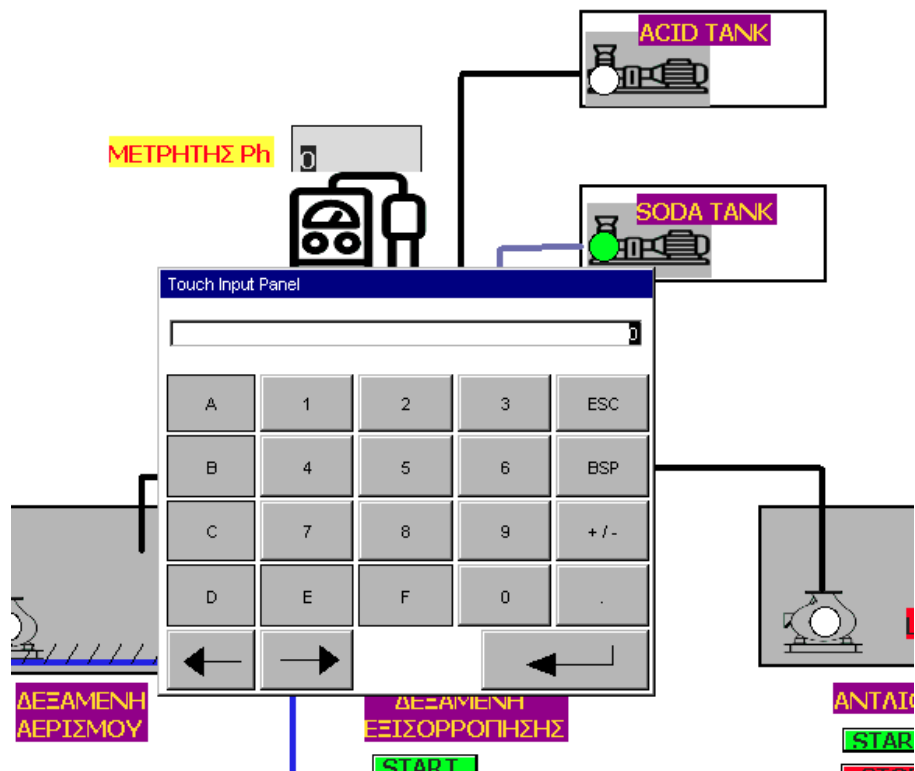 ACID TANK
ΜΕΤΡΗΤΗΣ Ph
0
SODA TANK
Touch Input Panel
0
A 1 2 3 ESC
B 4 5 6 BSP
C 7 8 9 +/-
D E F 0 .
ΔΕΞΑΜΕΝΗ
ΑΕΡΙΣΜΟΥ
ΔΕΞΑΜΕΝΗ
ΕΞΙΣΟΡΡΟΠΗΣΗΣ
START